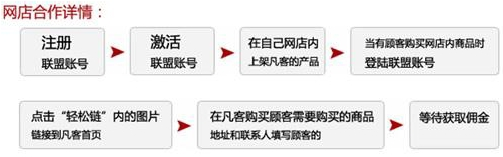 网店合作详情：
注册
联盟账号
激活
联盟账号
在自己网店内
上架凡客的产品
当有顾客购买网店内商品时
登陆联盟账号
点击“轻松链”内的图片
链接到凡客首页
在凡客购买顾客需要购买的商品
地址和联系人填写顾客的
等待获取佣金